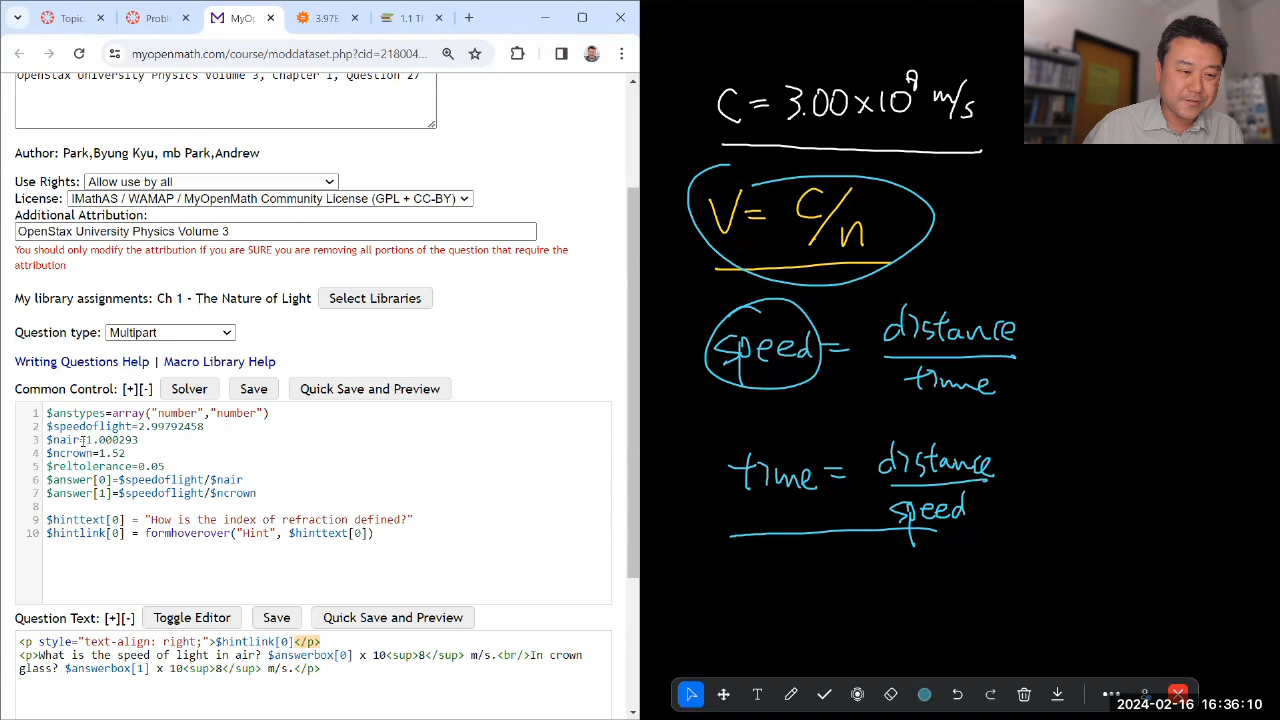 Topic:
Proble
MyOp
3.97E
1.1 Th
myopenmath.com/course/moddataset.php?cid=218004...
OpenStax University Physics Volume 3, Chapter 1, Question 27
Author: Park,Byung Kyu, mb Park,Andrew
Use Rights: Allow use by all
License: IMathAS / WAMAP / MyOpenMath Community License (GPL + CC-BY)
Additional Attribution:
OpenStax University Physics Volume 3
You should only modify the attribution if you are SURE you are removing all portions of the question that require the
attribution
My library assignments: Ch 1 - The Nature of Light Select Libraries
Question type: Multipart
Writing Question Help | Macro Library Help
Common Control: [+][-] Solver Save Quick Save and Preview
1 $anstypes=array("number","number")
2 $speedoflight=2.99792458
3 $nair=1.000293
4 $ncrown=1.52
5 $reltolerance=0.05
6 $answer[0]=$speedoflight/$nair
7 $answer[1]=$speedoflight/$ncrown
8
9 $hinttext[0] = "How is the index of refraction defined?"
10 $hintlink[0] = formhoverover("Hint", $hinttext[0])
Question Text: [+][-] Toggle Editor Save Quick Save and Preview
<p style="text-align: right;">$hintlink[0]</p>
<p>What is the speed of light in air? $answerbox[0] x 10<sup>8</sup> m/s.<br/>In crown
glass? $answerbox[1] x 10<sup>8</sup> m/s.</p>
C = 3.00×10⁸ m/s
V = C/n
speed = distance
time
time = distance
speed
2024-02-16 16:36:10